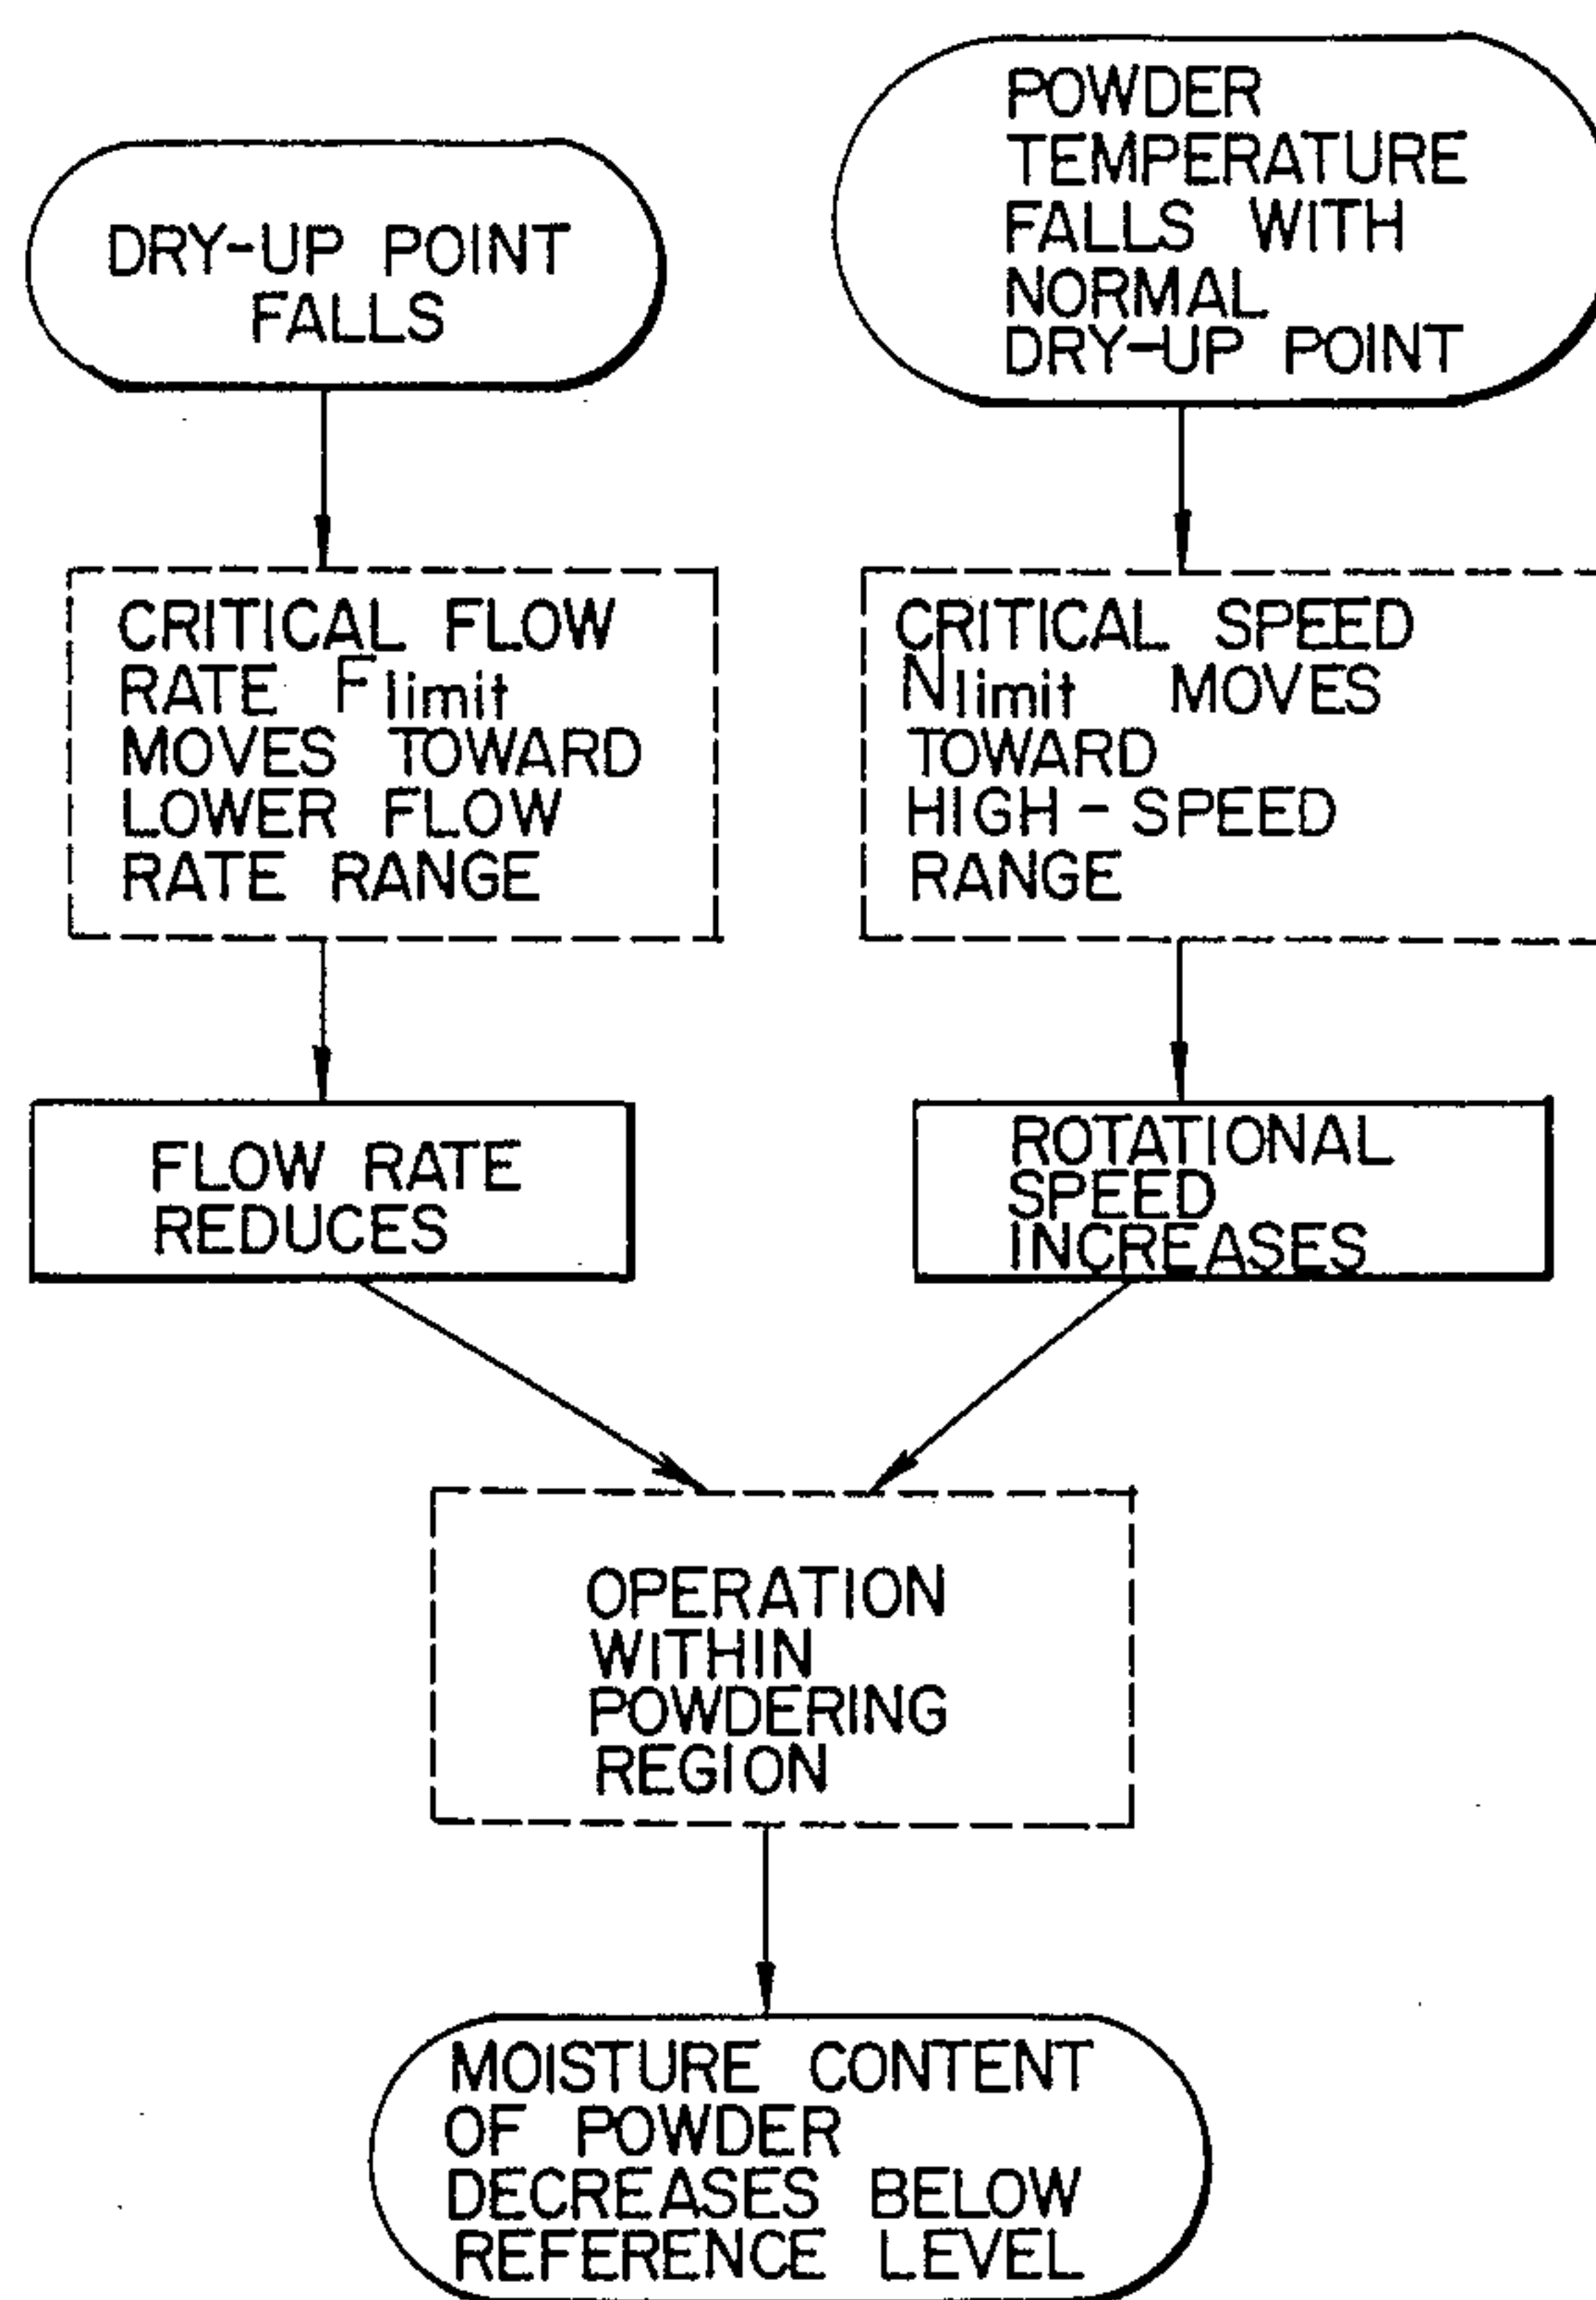 DRY-UP POINT
FALLS
POWDER
TEMPERATURE
FALLS WITH
NORMAL
DRY-UP POINT
CRITICAL FLOW
RATE Flimit
MOVES TOWARD
LOWER FLOW
RATE RANGE
CRITICAL SPEED
Nlimit MOVES
TOWARD
HIGH-SPEED
RANGE
FLOW RATE
REDUCES
ROTATIONAL
SPEED
INCREASES
OPERATION
WITHIN
POWDERING
REGION
MOISTURE CONTENT
OF POWDER
DECREASES BELOW
REFERENCE LEVEL